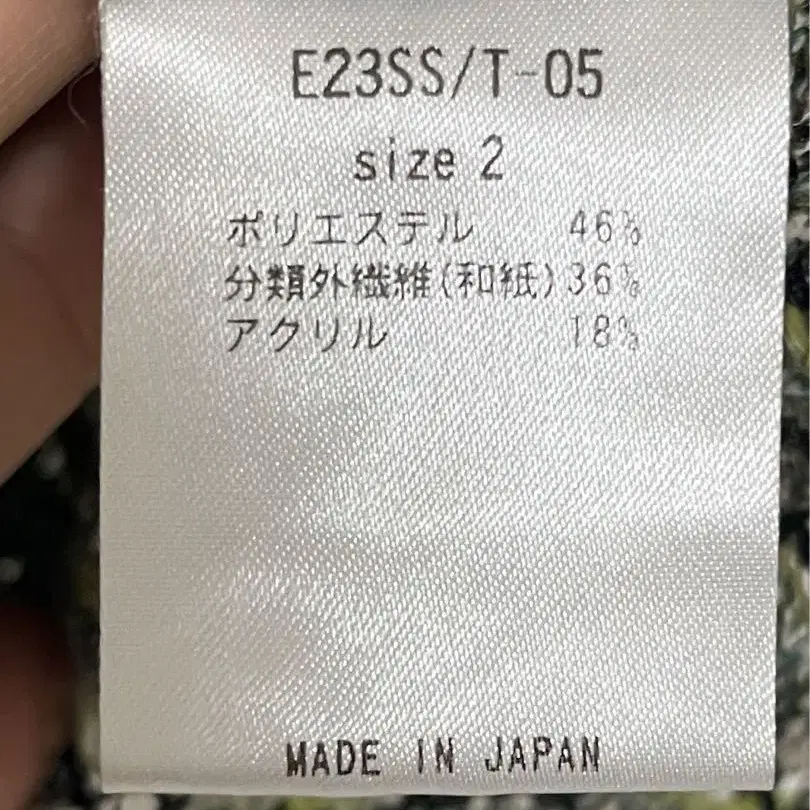 E23SS/T-05
size 2
ポリエステル 46%
分類外繊維(和紙)36%
アクリル 18%
MADE IN JAPAN